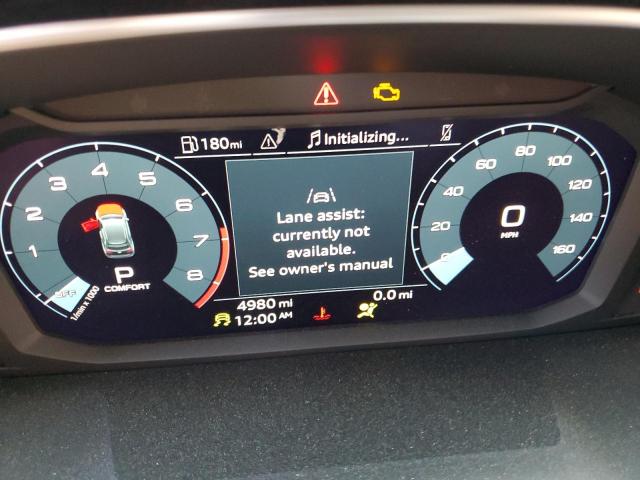 180mi
Initializing...
3 4 5
2 6
1 7
8
OFF
1/min x 1000
P
COMFORT
Lane assist:
currently not
available.
See owner's manual
60 80 100
40 120
20 140
0 160
0
MPH
4980 mi
0.0 mi
12:00 AM